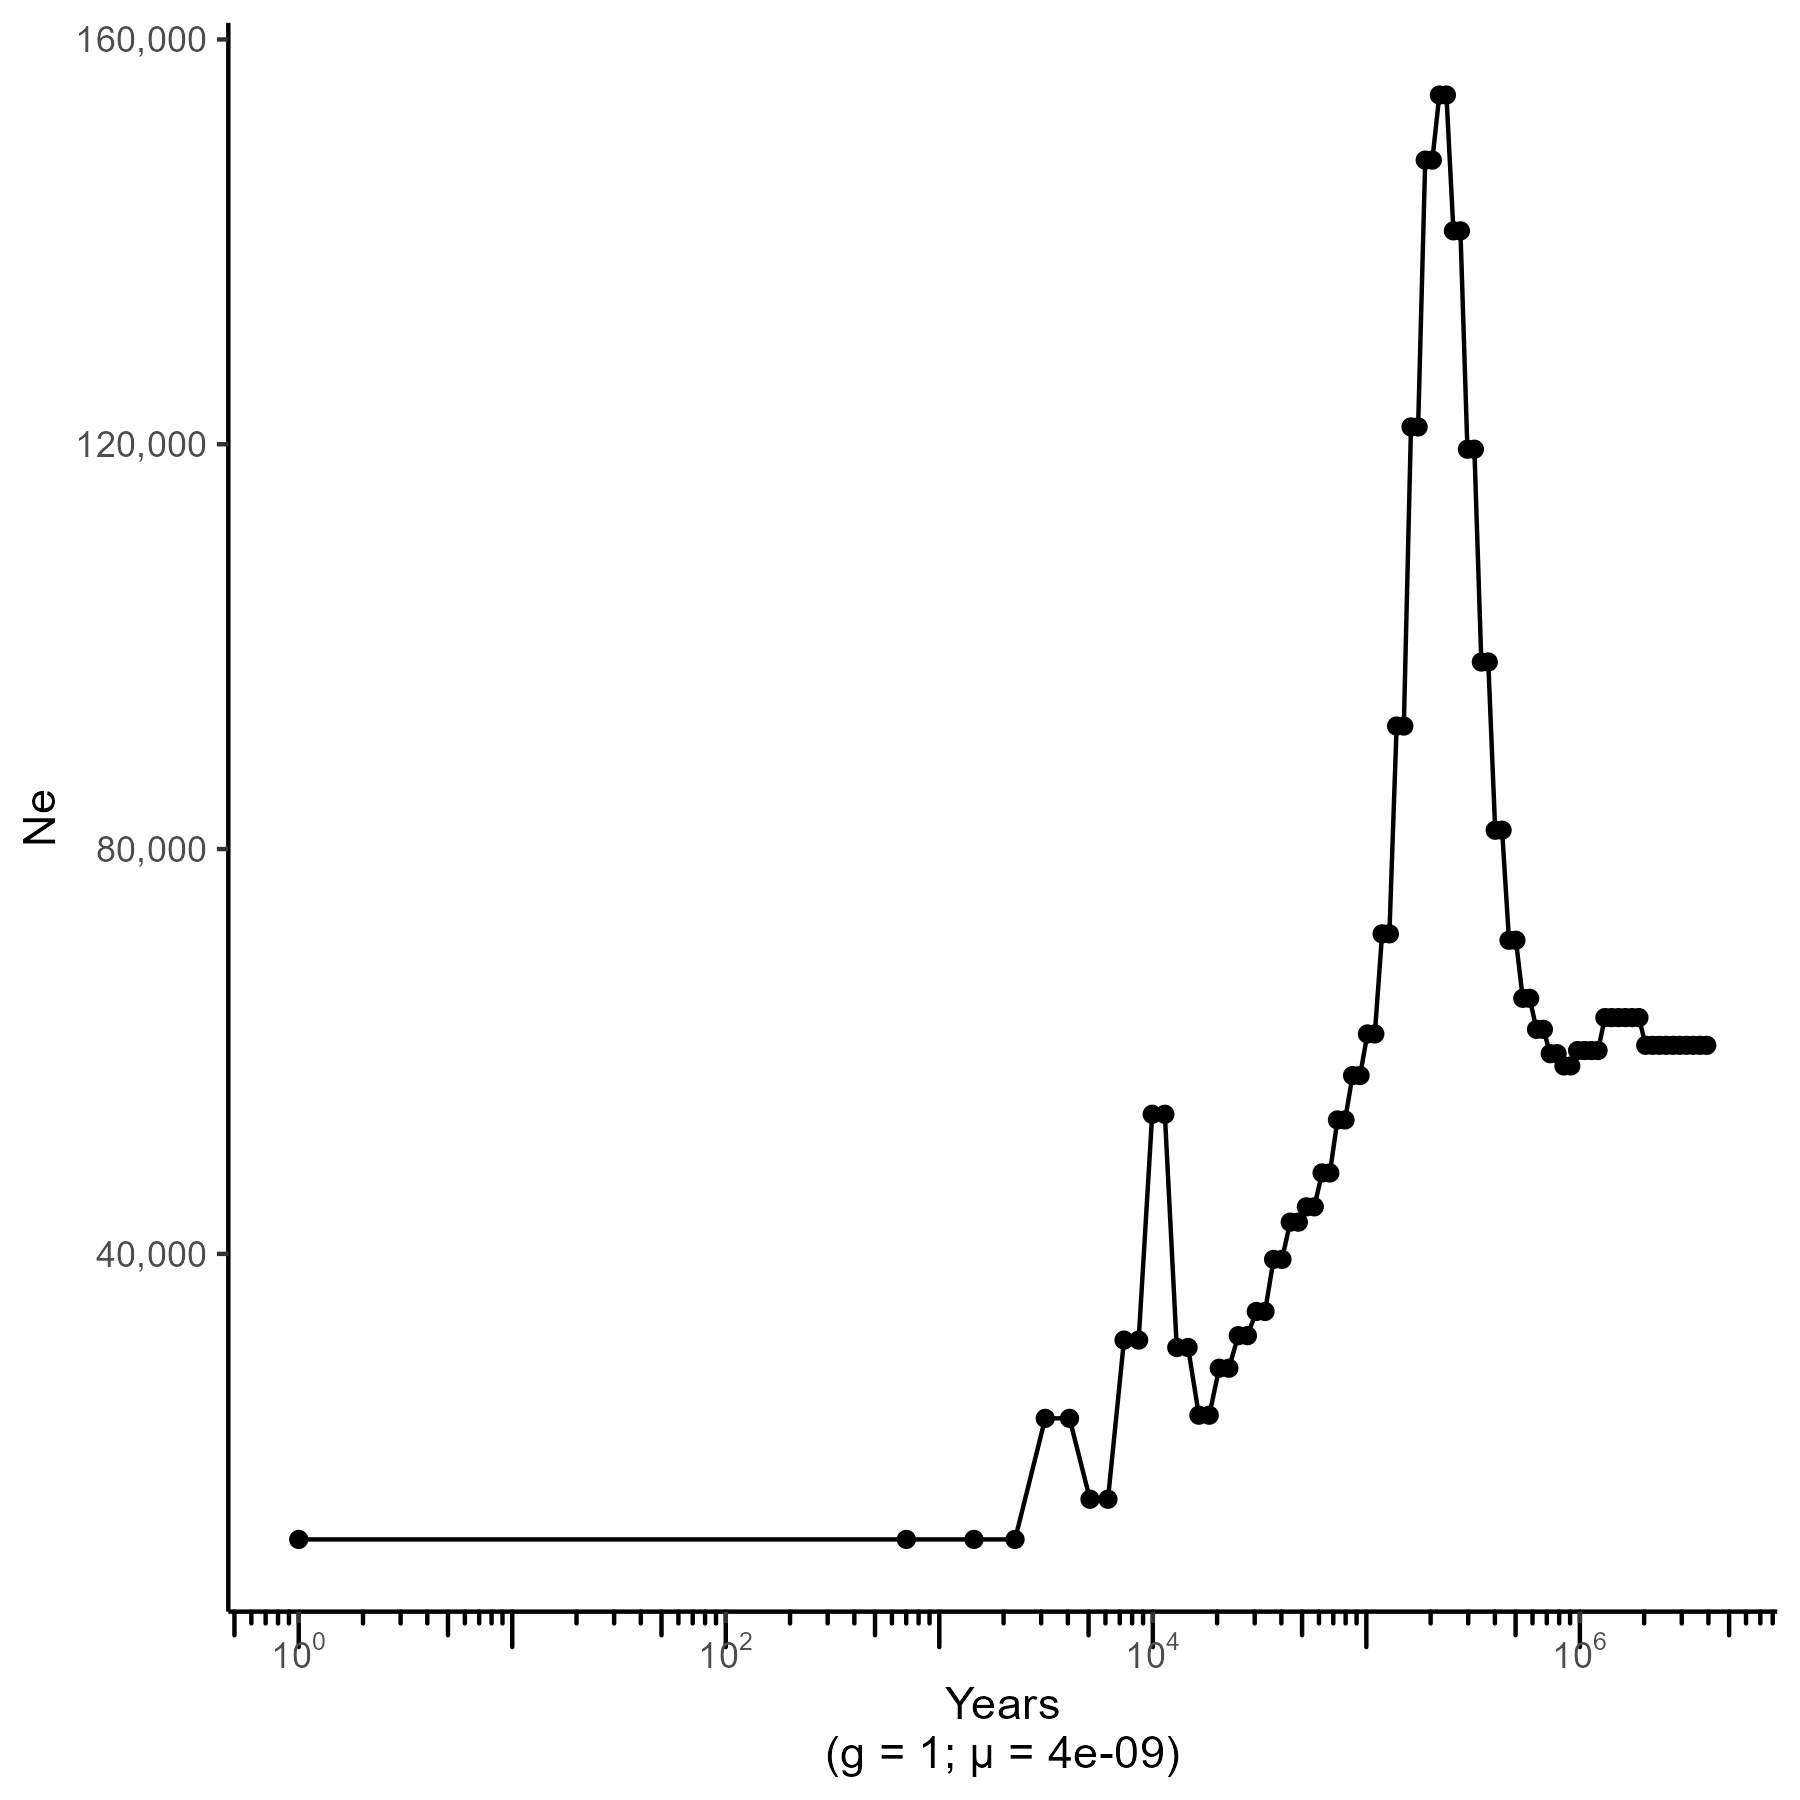 160,000
120,000
80,000
40,000
Ne
10⁰
10²
10⁴
10⁶
Years
(g = 1; µ = 4e-09)